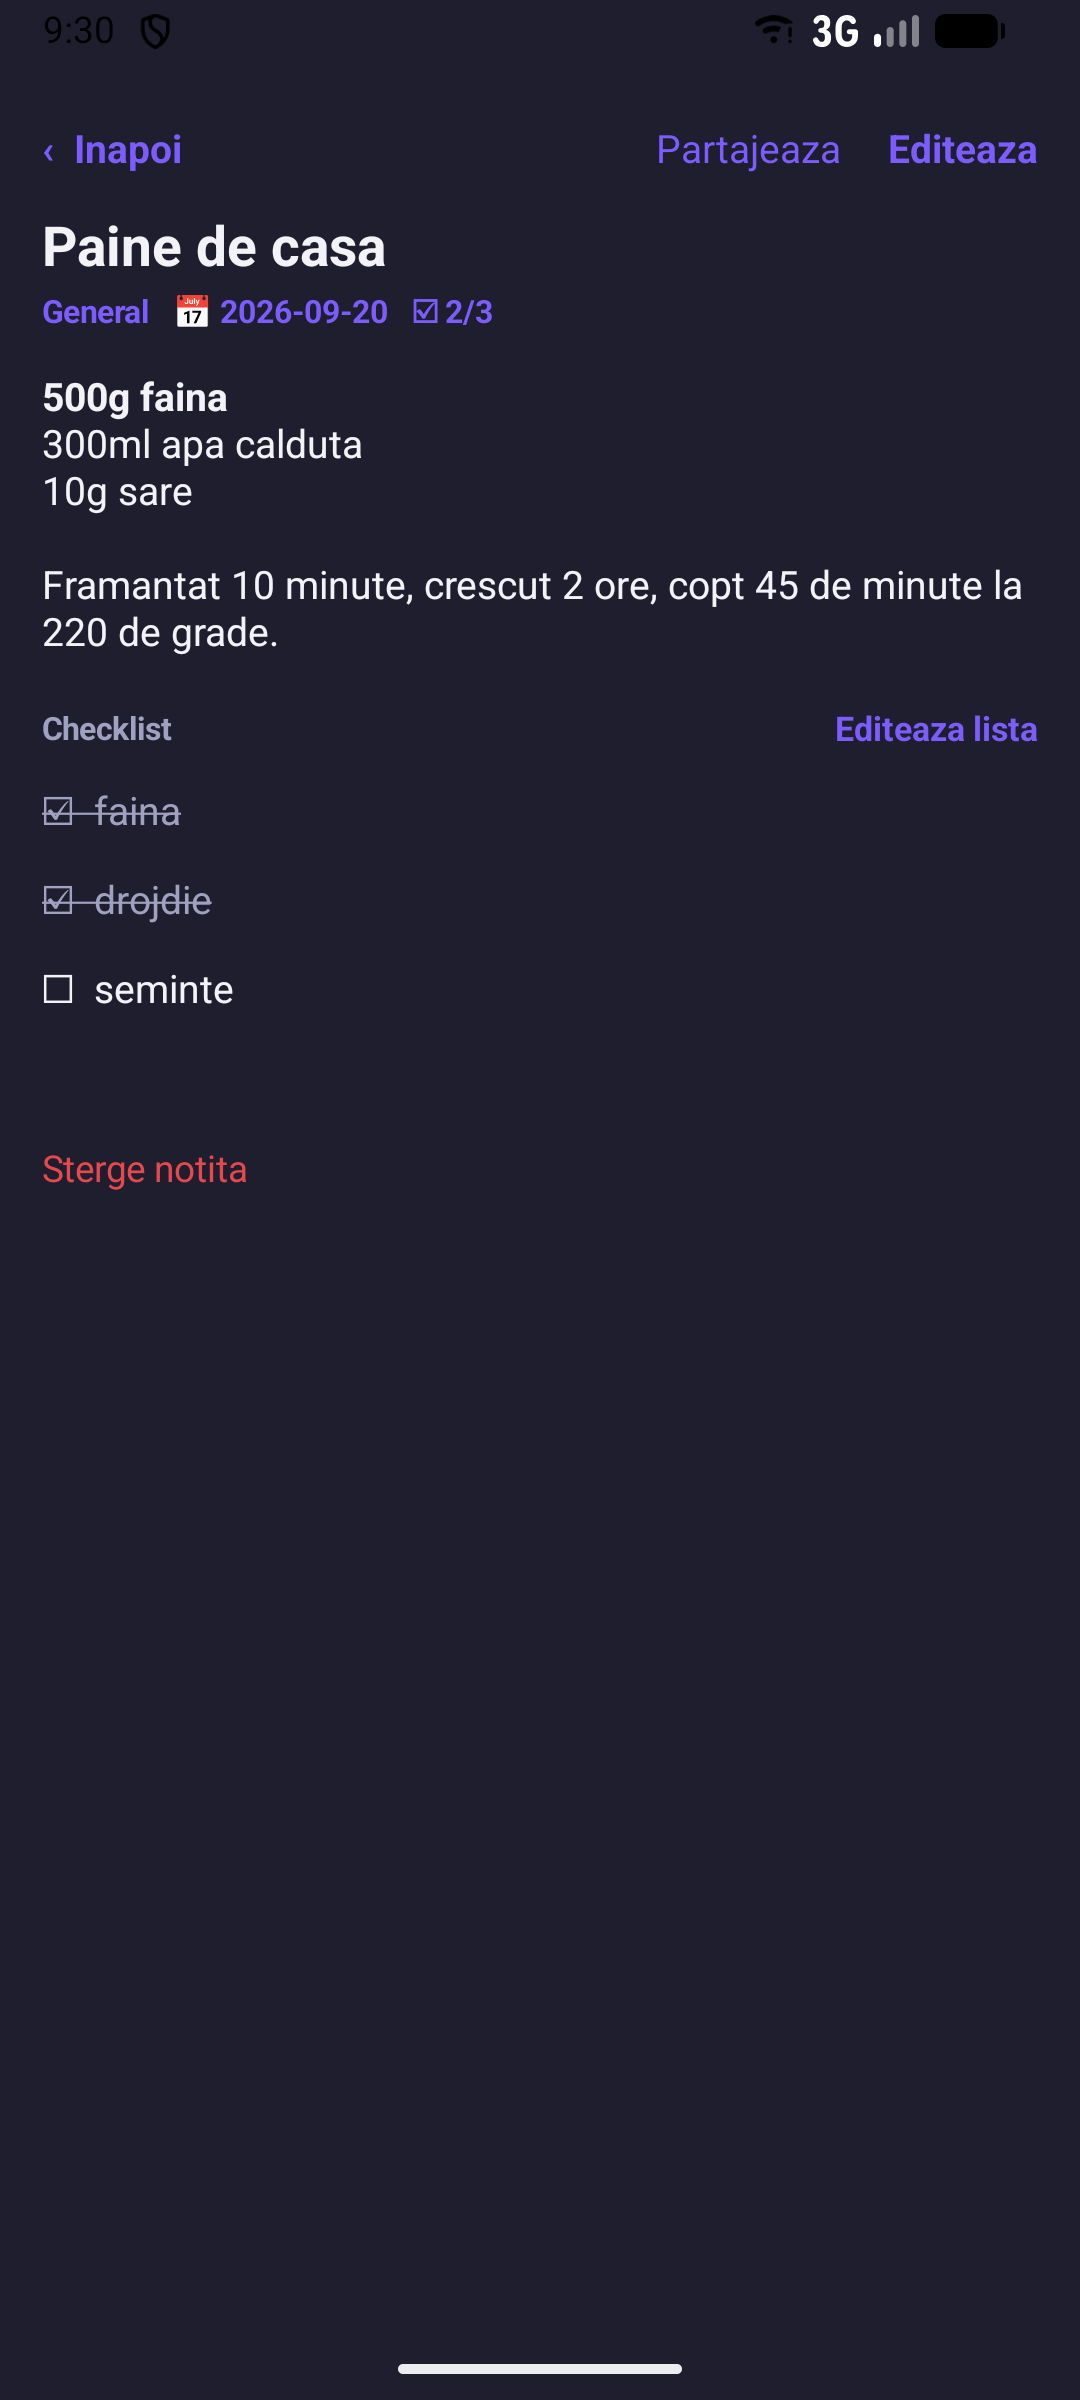 9:30 3G
‹ Inapoi Partajeaza Editeaza
Paine de casa
General 📅 2026-09-20 ☑ 2/3
500g faina
300ml apa calduta
10g sare
Framantat 10 minute, crescut 2 ore, copt 45 de minute la
220 de grade.
Checklist Editeaza lista
☑ faina
☑ drojdie
☐ seminte
Sterge notita